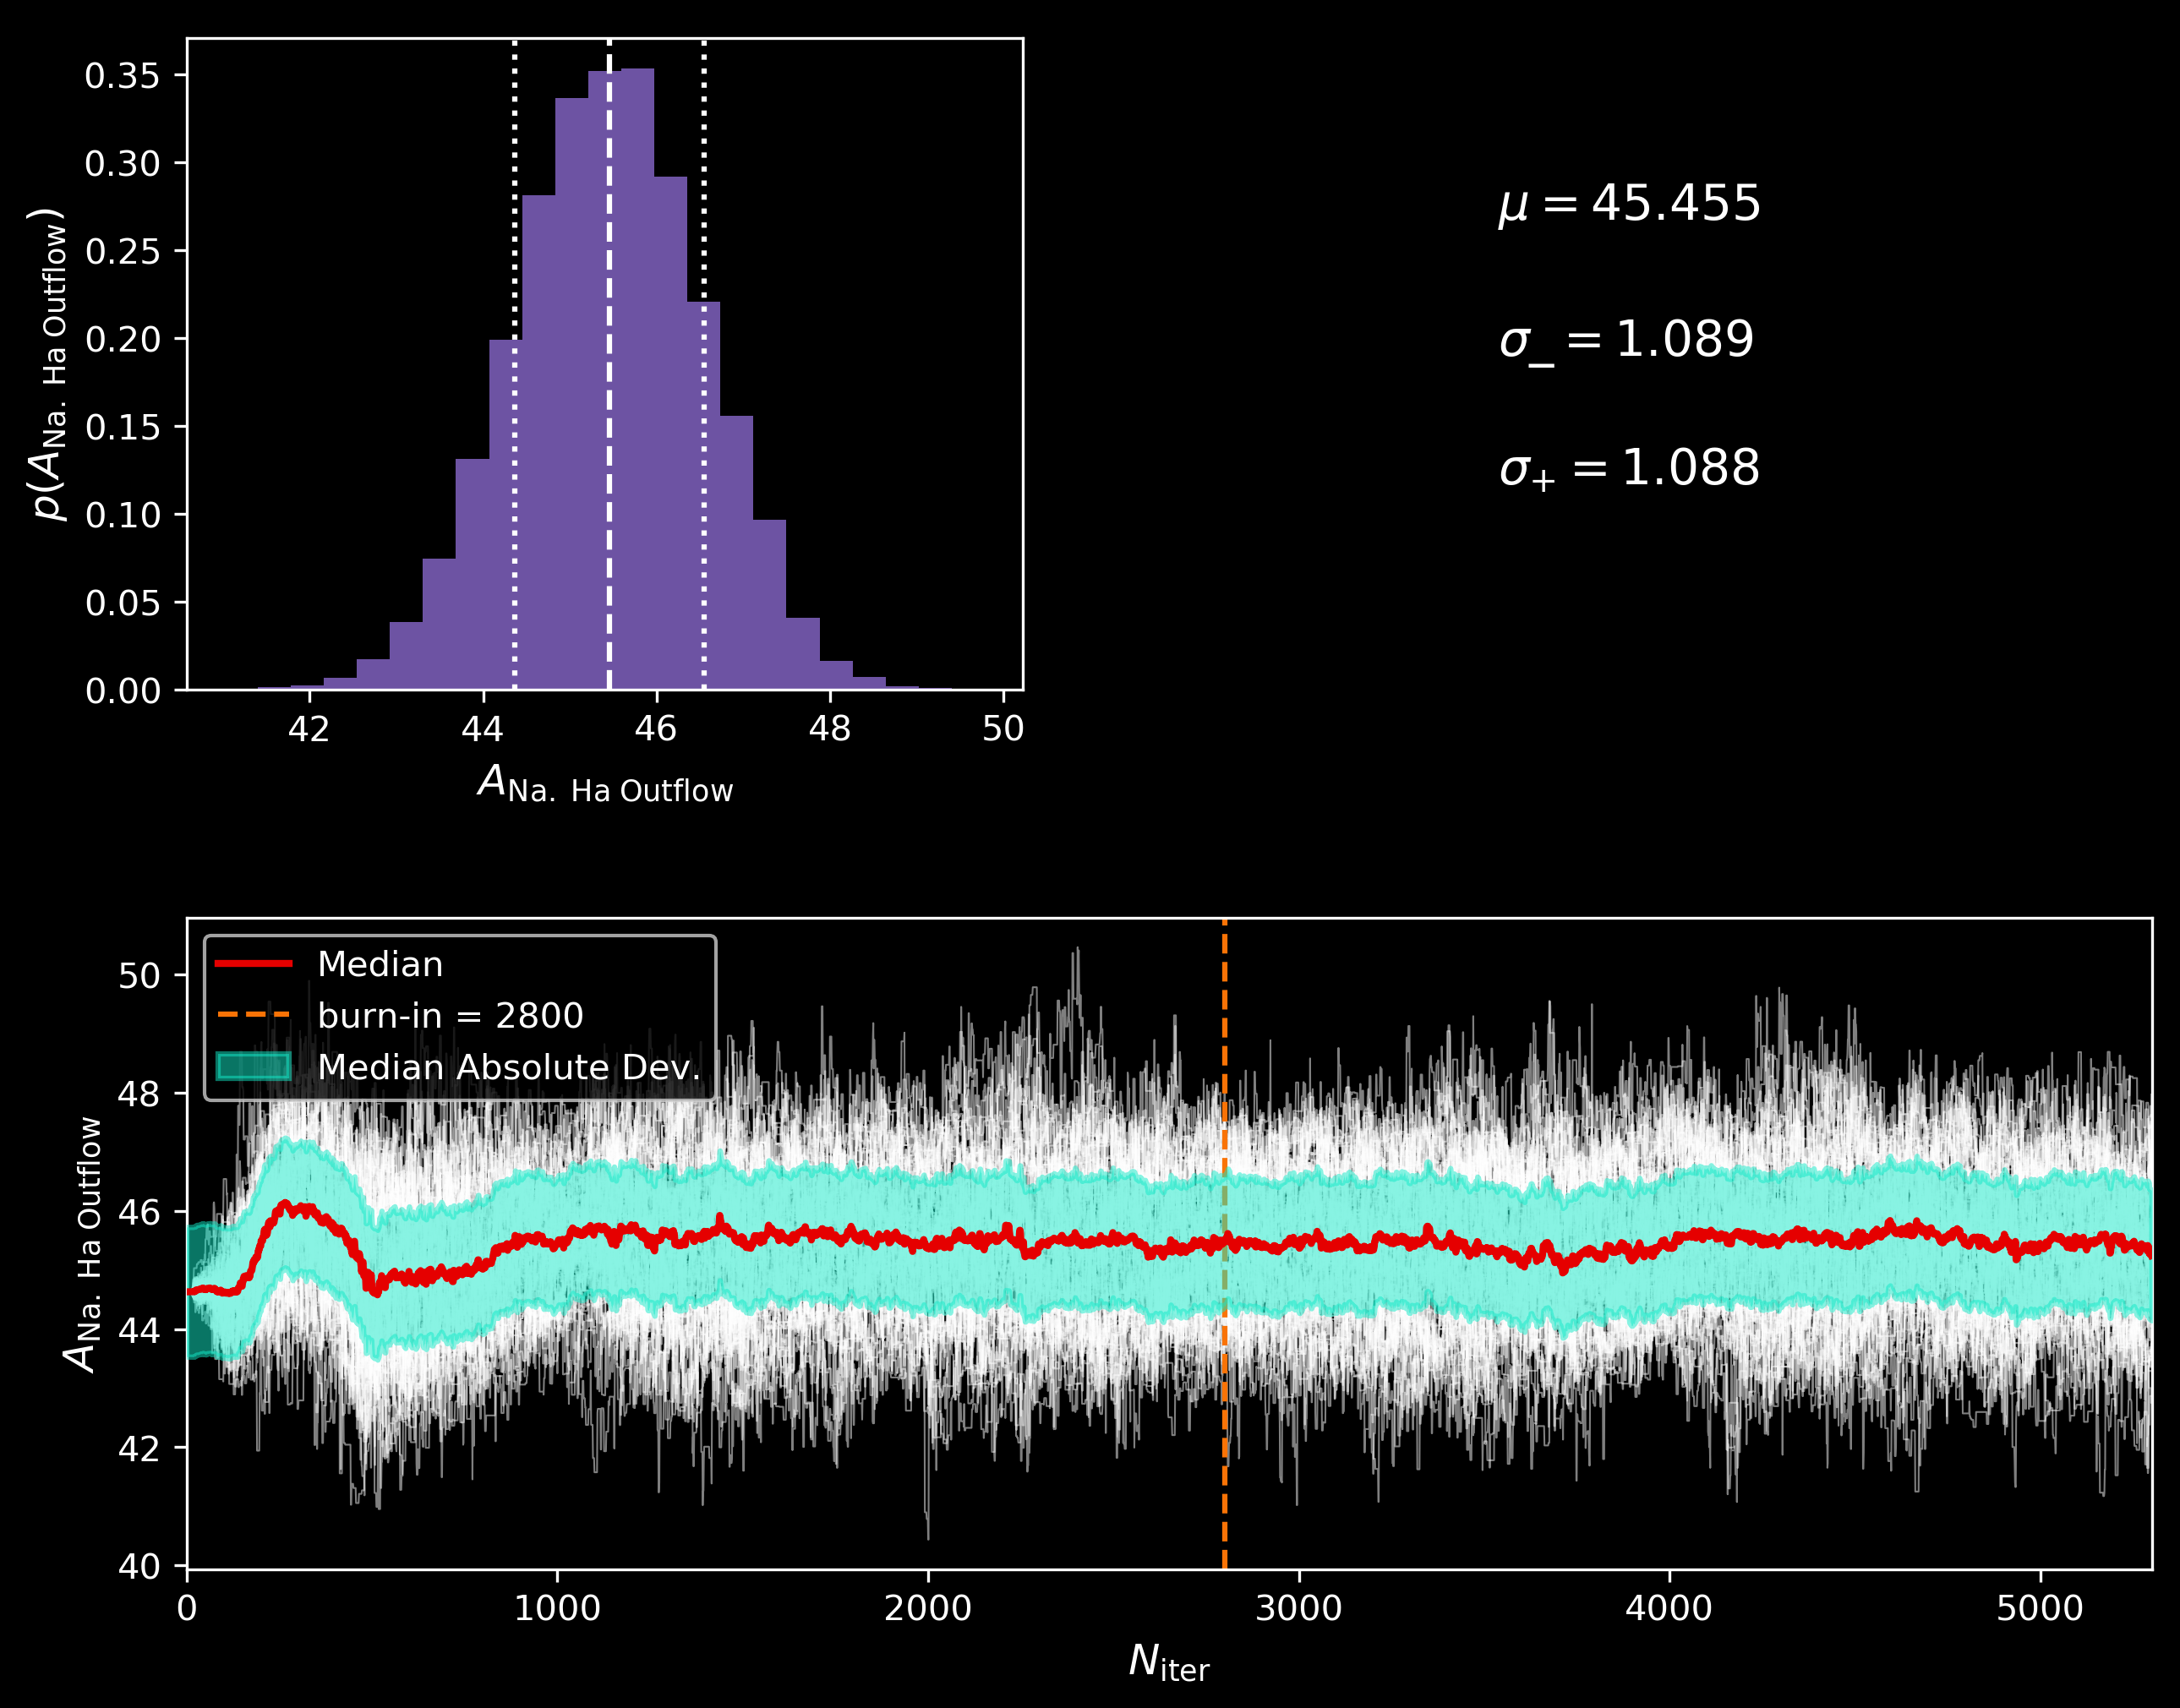 0.35
0.30
0.25
0.20
0.15
0.10
0.05
0.00
p(A_Na. Ha Outflow)
42 44 46 48 50
A_Na. Ha Outflow
μ = 45.455
σ_− = 1.089
σ_+ = 1.088
Median
burn-in = 2800
Median Absolute Dev.
50
48
46
44
42
40
A_Na. Ha Outflow
0 1000 2000 3000 4000 5000
N_iter